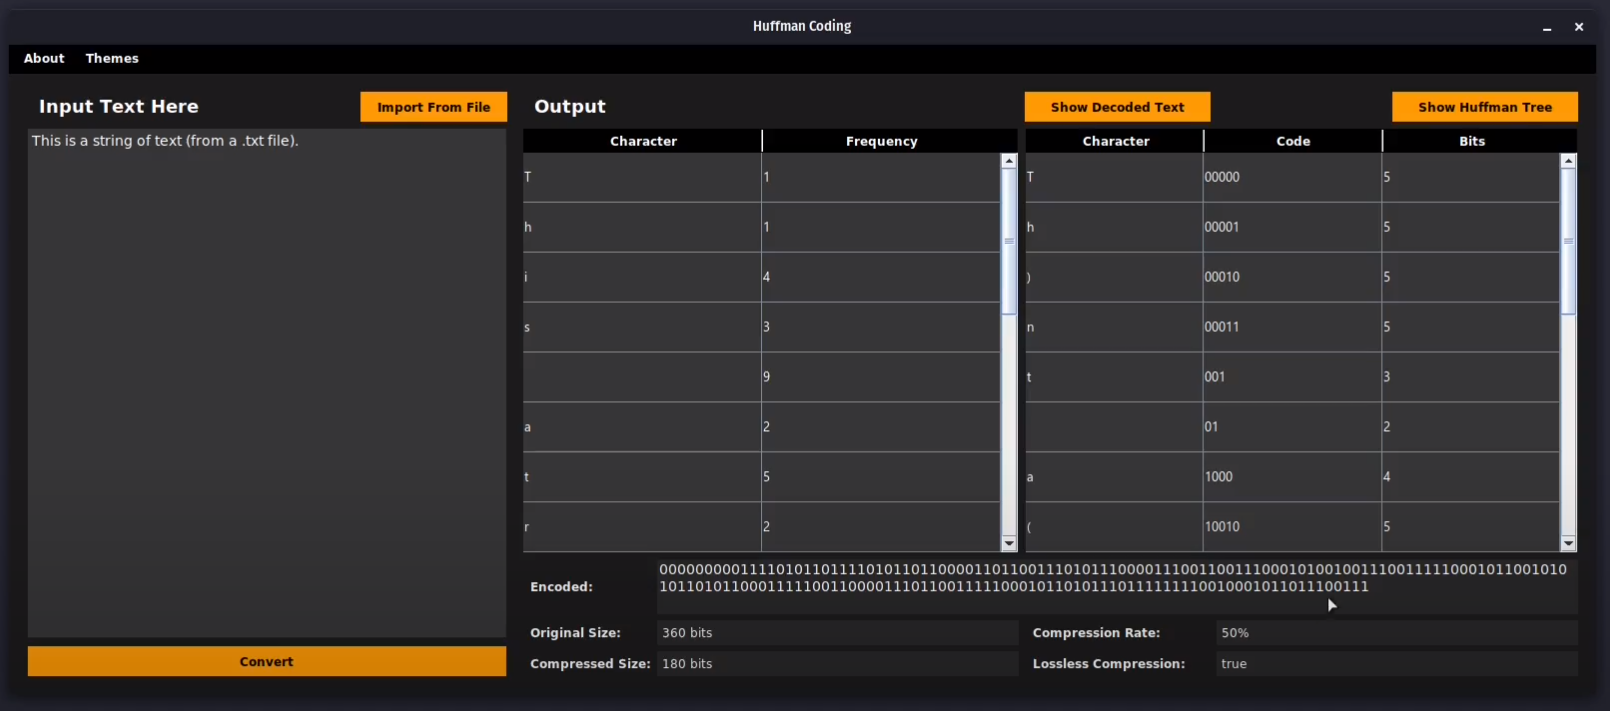 Huffman Coding
About Themes
Input Text Here
Import From File
Output
Show Decoded Text
Show Huffman Tree
This is a string of text (from a .txt file).
Character Frequency
T 1
h 1
i 4
s 3
9
a 2
t 5
r 2
Character Code Bits
T 00000 5
h 00001 5
) 00010 5
n 00011 5
t 001 3
01 2
a 1000 4
( 10010 5
Encoded:
00000000011110101101111010110110000110110011101011100001110011001110001010010011100111110001011001010
1011010110001111100110000011101100111110001011010111011111111001000101101110​0111
Original Size: 360 bits
Compression Rate: 50%
Compressed Size: 180 bits
Lossless Compression: true
Convert